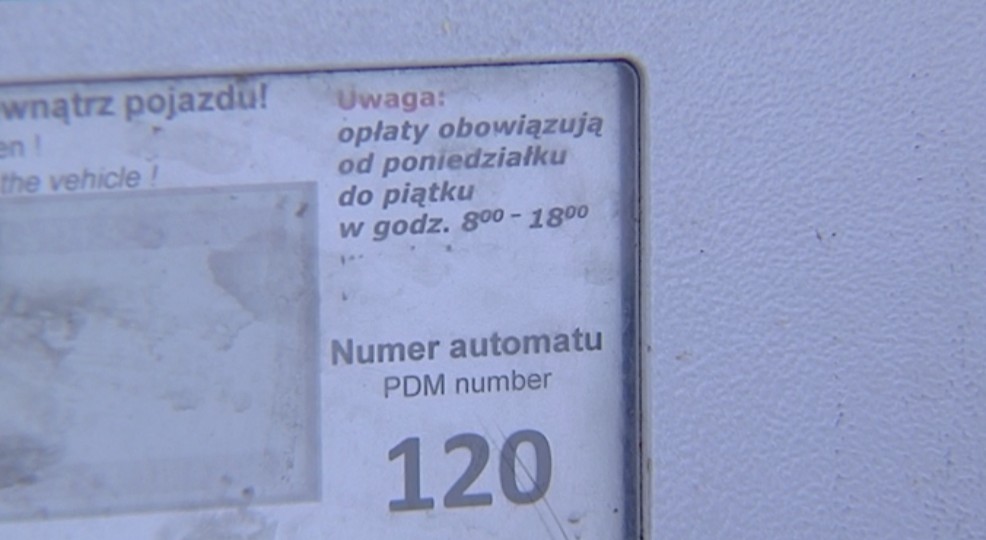 wnątrz pojazdu!
en !
the vehicle !
Uwaga:
opłaty obowiązują
od poniedziałku
do piątku
w godz. 8⁰⁰ - 18⁰⁰
Numer automatu
PDM number
120